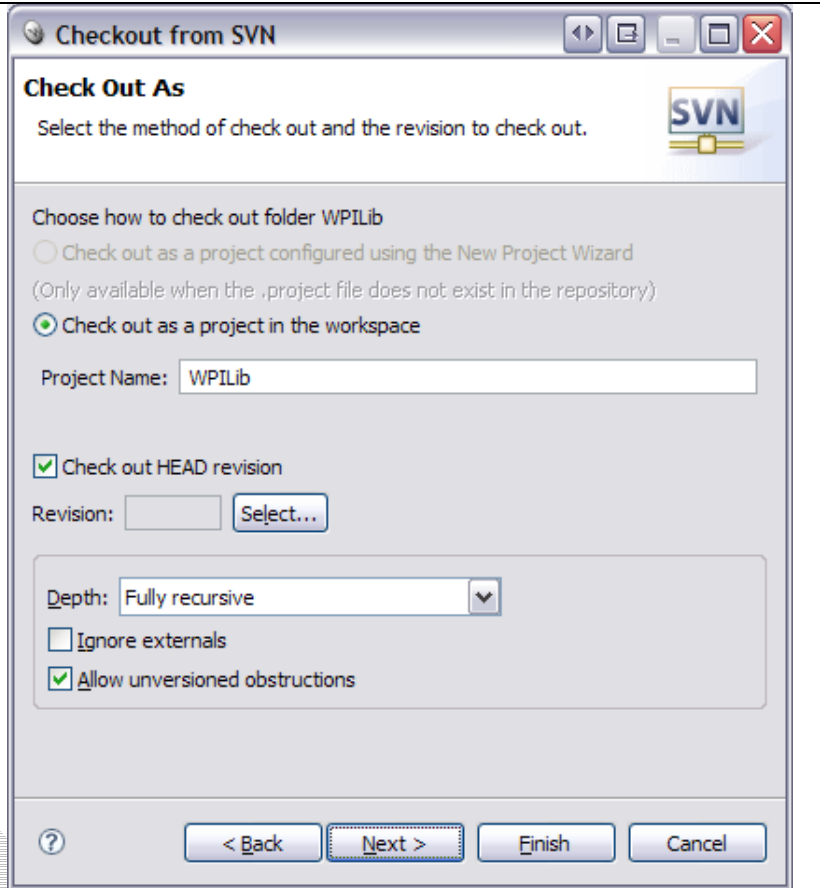 Checkout from SVN
Check Out As
Select the method of check out and the revision to check out.
SVN
Choose how to check out folder WPILib
Check out as a project configured using the New Project Wizard
(Only available when the .project file does not exist in the repository)
Check out as a project in the workspace
Project Name: WPILib
Check out HEAD revision
Revision: Select...
Depth: Fully recursive
Ignore externals
Allow unversioned obstructions
? < Back Next > Finish Cancel